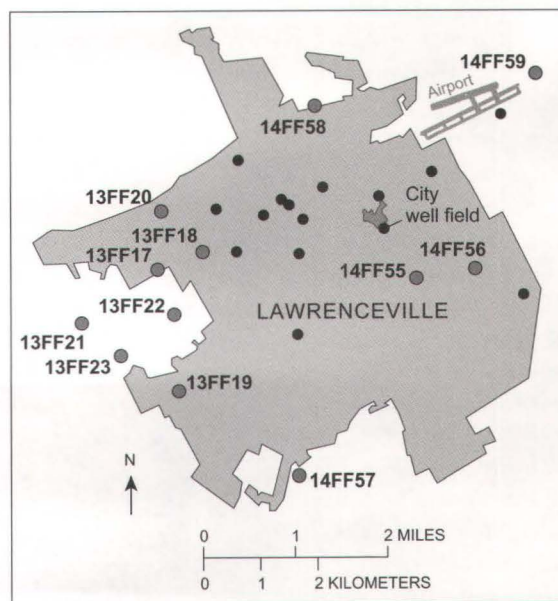 14FF59
Airport
14FF58
13FF20
City
well field
13FF18
13FF17
14FF56
14FF55
13FF22
LAWRENCEVILLE
13FF21
13FF23
13FF19
N
14FF57
0 1 2 MILES
0 1 2 KILOMETERS